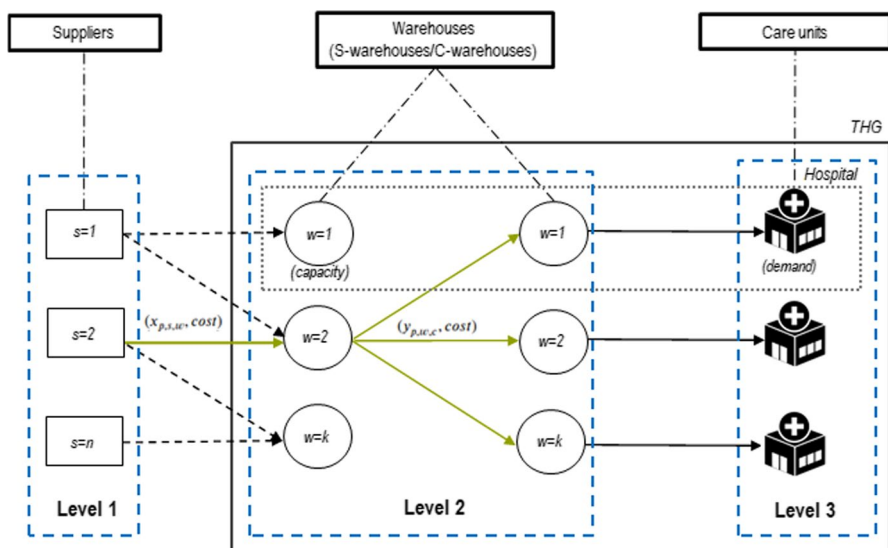 Suppliers
Warehouses
(S-warehouses/C-warehouses)
Care units
THG
Hospital
s=1
w=1
(capacity)
w=1
(demand)
s=2
(x_{p,s,w}, cost)
w=2
(y_{p,w,c}, cost)
w=2
s=n
w=k
w=k
Level 1
Level 2
Level 3